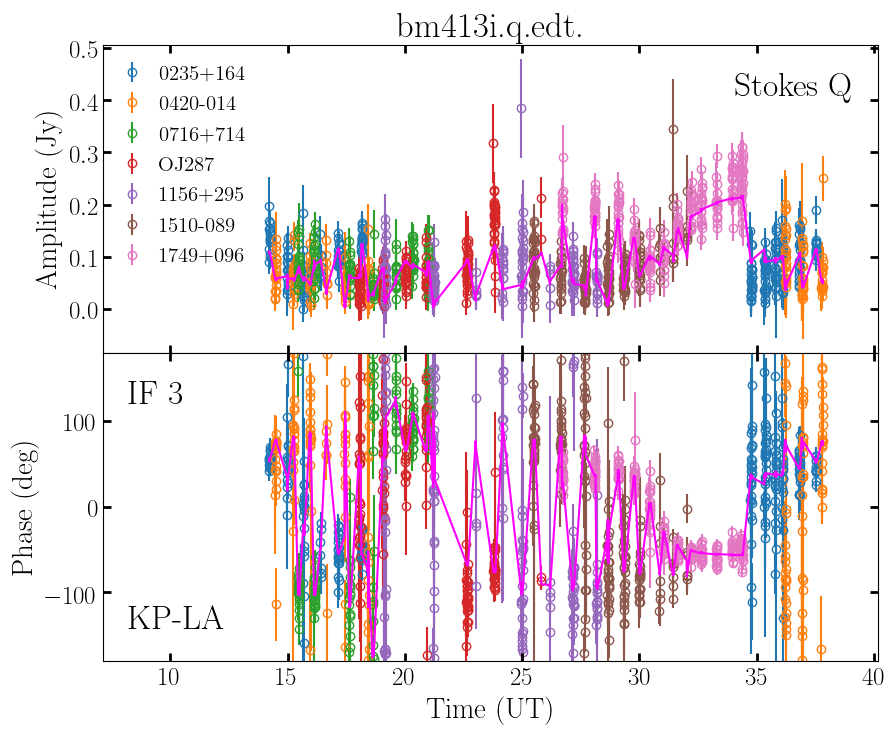 bm413i.q.edt.
Amplitude (Jy)
0.5
0.4
0.3
0.2
0.1
0.0
0235+164
0420-014
0716+714
OJ287
1156+295
1510-089
1749+096
Stokes Q
Phase (deg)
100
0
−100
IF 3
KP-LA
10 15 20 25 30 35 40
Time (UT)